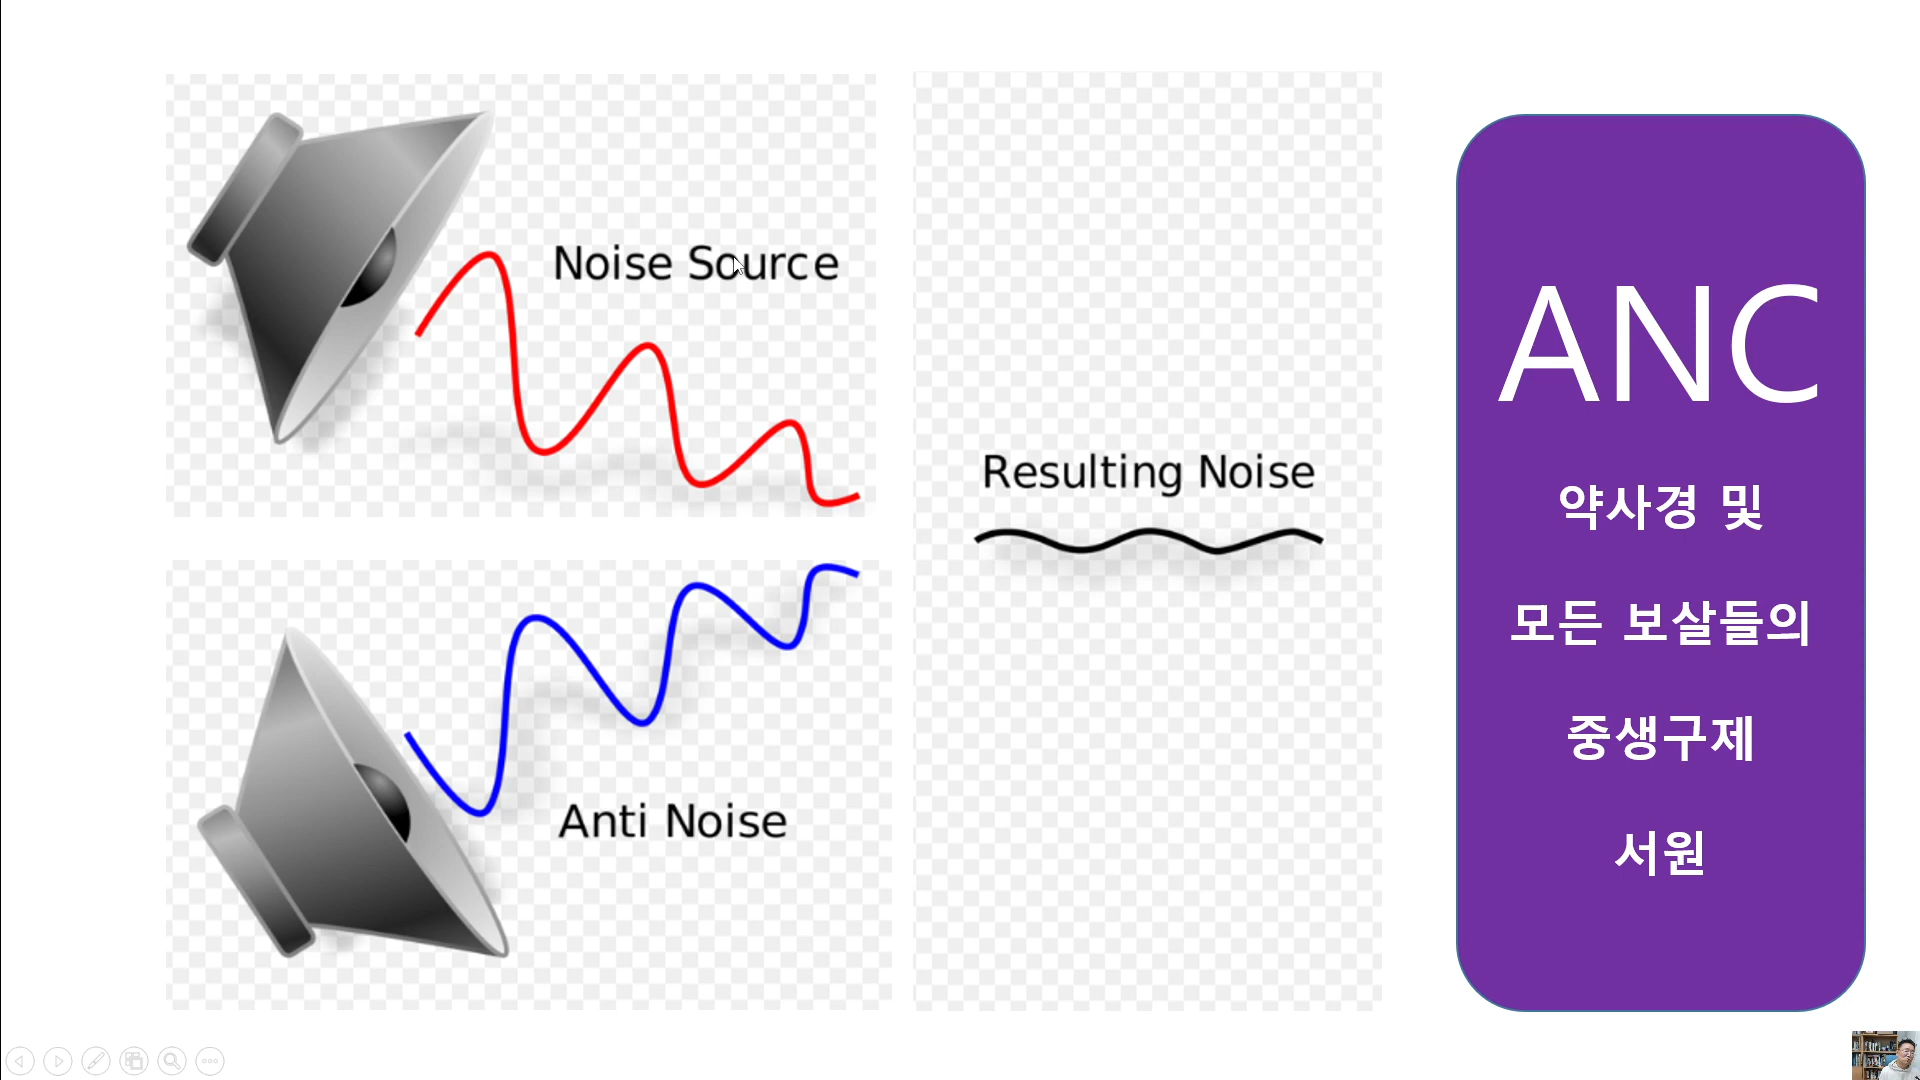 Noise Source
Anti Noise
Resulting Noise
ANC
약사경 및
모든 보살들의
중생구제
서원